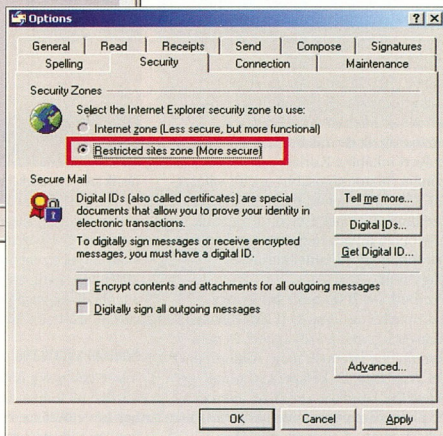 Options
General Read Receipts Send Compose Signatures
Spelling Security Connection Maintenance
Security Zones
Select the Internet Explorer security zone to use:
Internet zone (Less secure, but more functional)
Restricted sites zone (More secure)
Secure Mail
Digital IDs (also called certificates) are special
documents that allow you to prove your identity in
electronic transactions.
Tell me more...
Digital IDs...
To digitally sign messages or receive encrypted
messages, you must have a digital ID.
Get Digital ID...
Encrypt contents and attachments for all outgoing messages
Digitally sign all outgoing messages
Advanced...
OK Cancel Apply